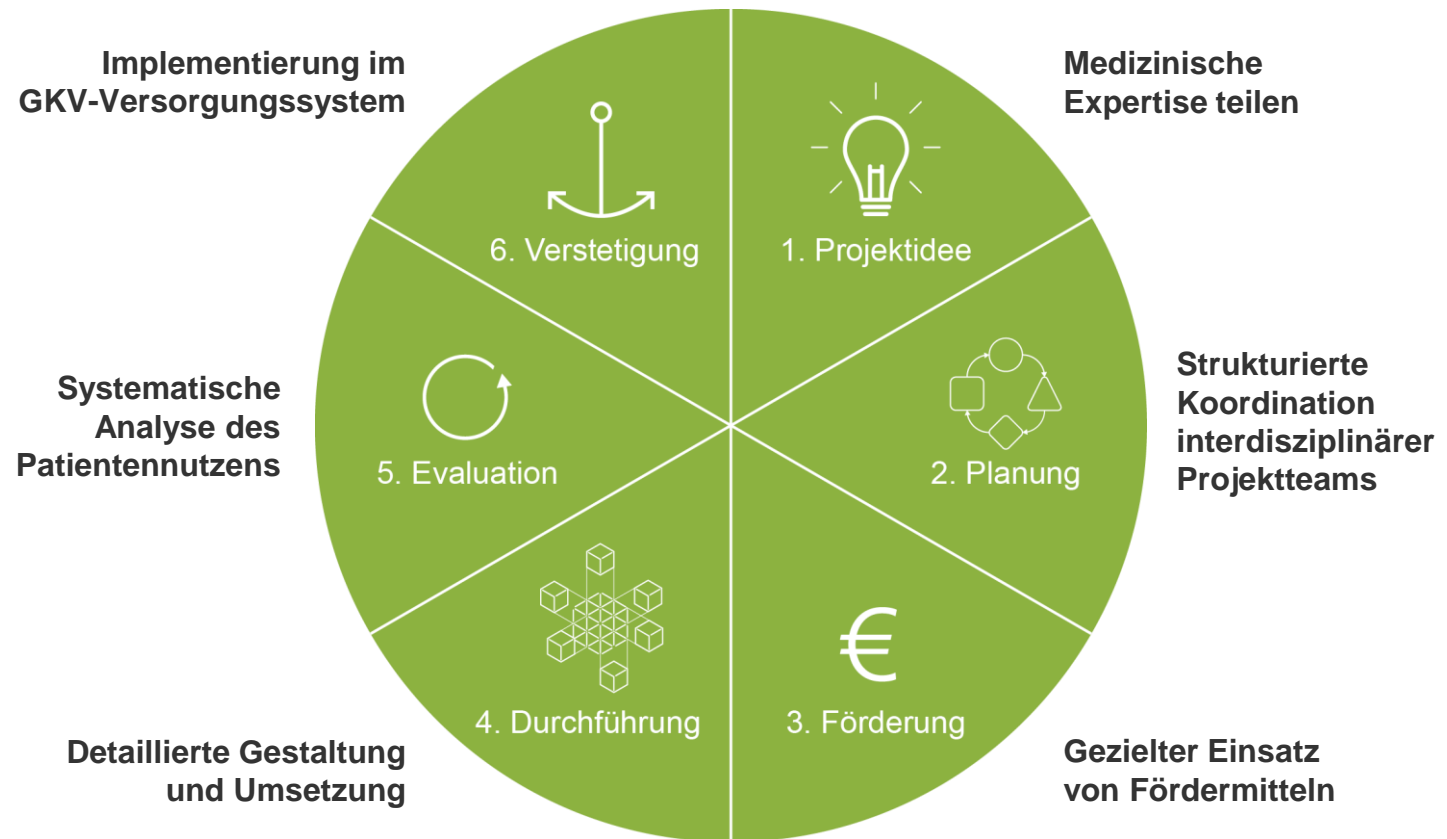 Implementierung im
GKV-Versorgungssystem
Medizinische
Expertise teilen
6. Verstetigung
1. Projektidee
Systematische
Analyse des
Patientennutzens
5. Evaluation
2. Planung
Strukturierte
Koordination
interdisziplinärer
Projektteams
€
4. Durchführung
3. Förderung
Detaillierte Gestaltung
und Umsetzung
Gezielter Einsatz
von Fördermitteln